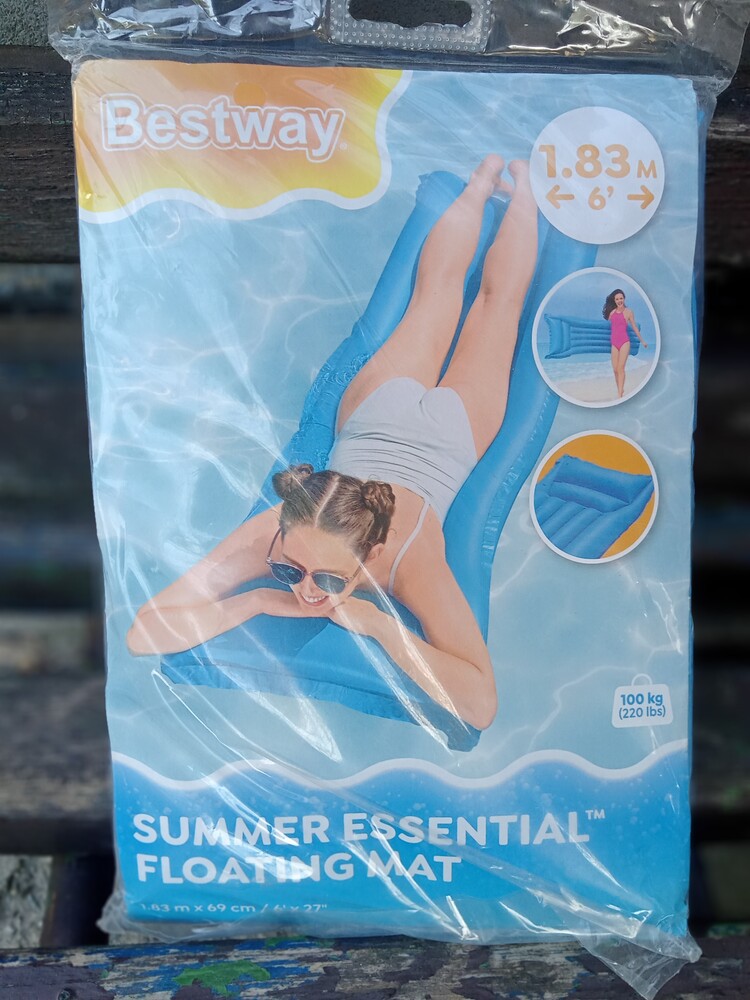 Bestway®
1.83 M
← 6' →
100 kg
(220 lbs)
SUMMER ESSENTIAL™
FLOATING MAT
1.83 m x 69 cm / 6' x 27"